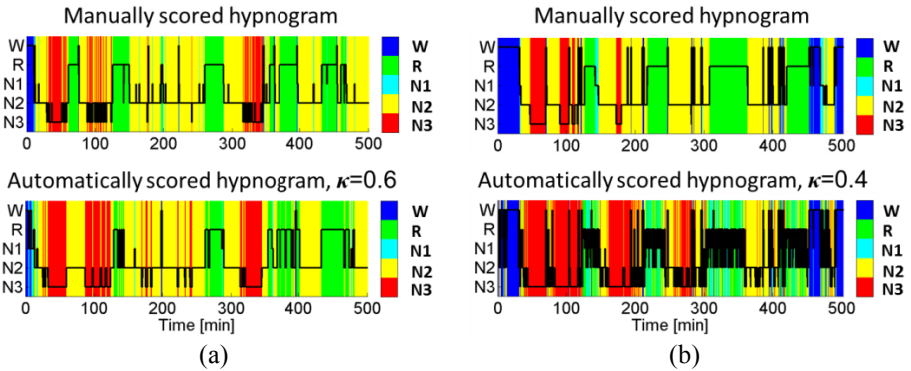 Manually scored hypnogram
W
R
N1
N2
N3
0 100 200 300 400 500
W
R
N1
N2
N3
Automatically scored hypnogram, κ=0.6
W
R
N1
N2
N3
0 100 200 300 400 500
Time [min]
W
R
N1
N2
N3
(a)
Manually scored hypnogram
W
R
N1
N2
N3
0 100 200 300 400 500
W
R
N1
N2
N3
Automatically scored hypnogram, κ=0.4
W
R
N1
N2
N3
0 100 200 300 400 500
Time [min]
W
R
N1
N2
N3
(b)